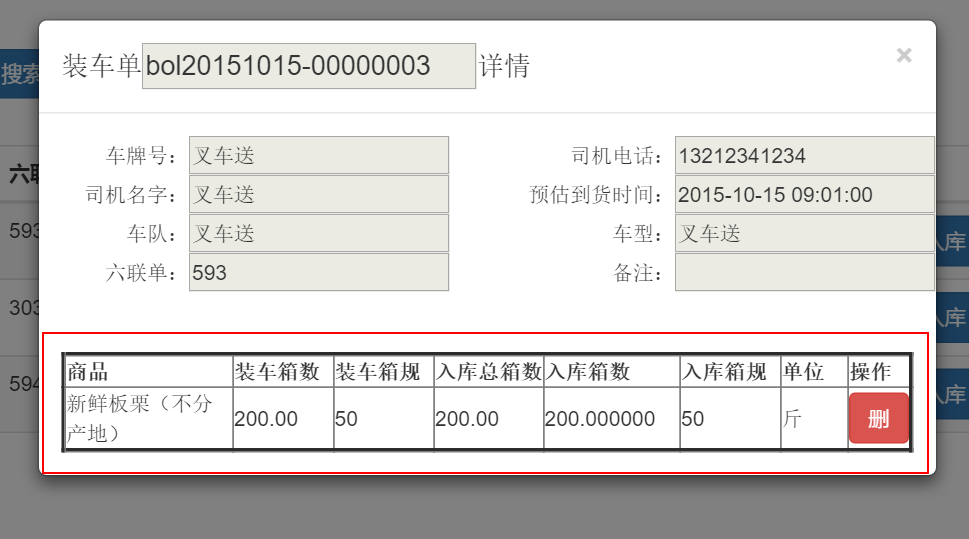 装车单 bol20151015-00000003 详情 ×
搜索
车牌号： 叉车送 司机电话： 13212341234
司机名字： 叉车送 预估到货时间： 2015-10-15 09:01:00
车队： 叉车送 车型： 叉车送
六联单： 593 备注：
六联
593
入库
303
入库
594
入库
商品 装车箱数 装车箱规 入库总箱数 入库箱数 入库箱规 单位 操作
新鲜板栗（不分
产地） 200.00 50 200.00 200.000000 50 斤 删